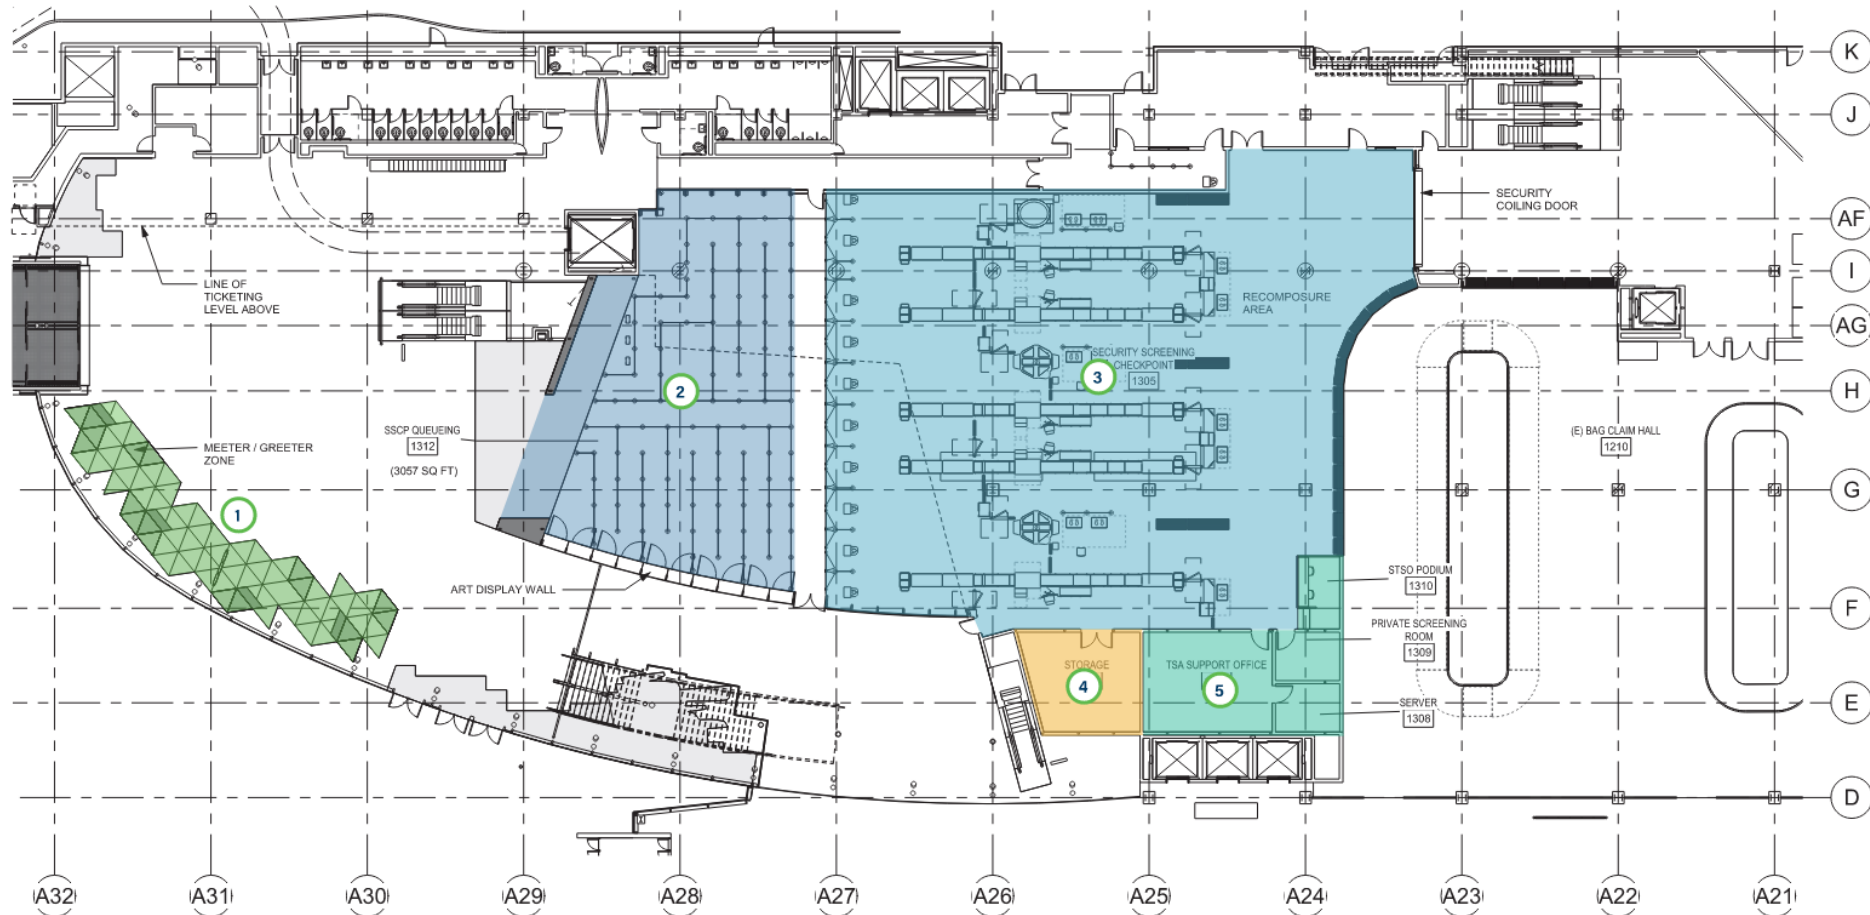 K
J
SECURITY
COILING DOOR
AF
LINE OF
TICKETING
LEVEL ABOVE
I
RECOMPOSURE
AREA
AG
SECURITY SCREENING
CHECKPOINT
1305
3
2
H
SSCP QUEUEING
1312
(3057 SQ FT)
MEETER / GREETER
ZONE
(E) BAG CLAIM HALL
1210
1
G
ART DISPLAY WALL
STSO PODIUM
1310
F
PRIVATE SCREENING
ROOM
1309
STORAGE
4
TSA SUPPORT OFFICE
5
SERVER
1308
E
D
A32
A31
A30
A29
A28
A27
A26
A25
A24
A23
A22
A21